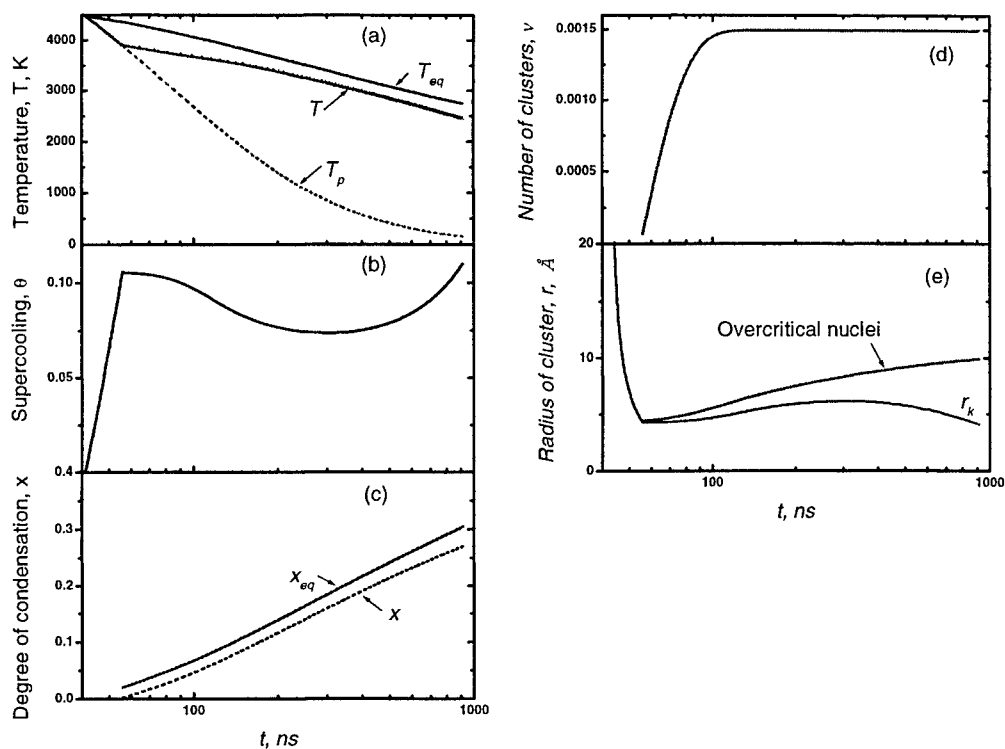 (a)
Temperature, T, K
4000
3000
2000
1000
0
T_eq
T
T_p
(b)
Supercooling, θ
0.10
0.05
0.4
(c)
Degree of condensation, x
0.3
0.2
0.1
0.0
x_eq
x
100
1000
t, ns
(d)
Number of clusters, ν
0.0015
0.0010
0.0005
20
(e)
Radius of cluster, r, Å
10
0
Overcritical nuclei
r_k
100
1000
t, ns